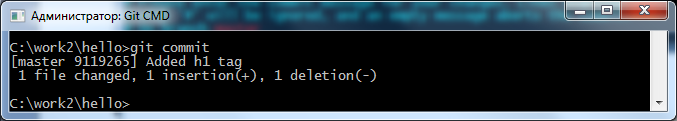 Администратор: Git CMD
C:\work2\hello>git commit
[master 9119265] Added h1 tag
1 file changed, 1 insertion(+), 1 deletion(-)
C:\work2\hello>